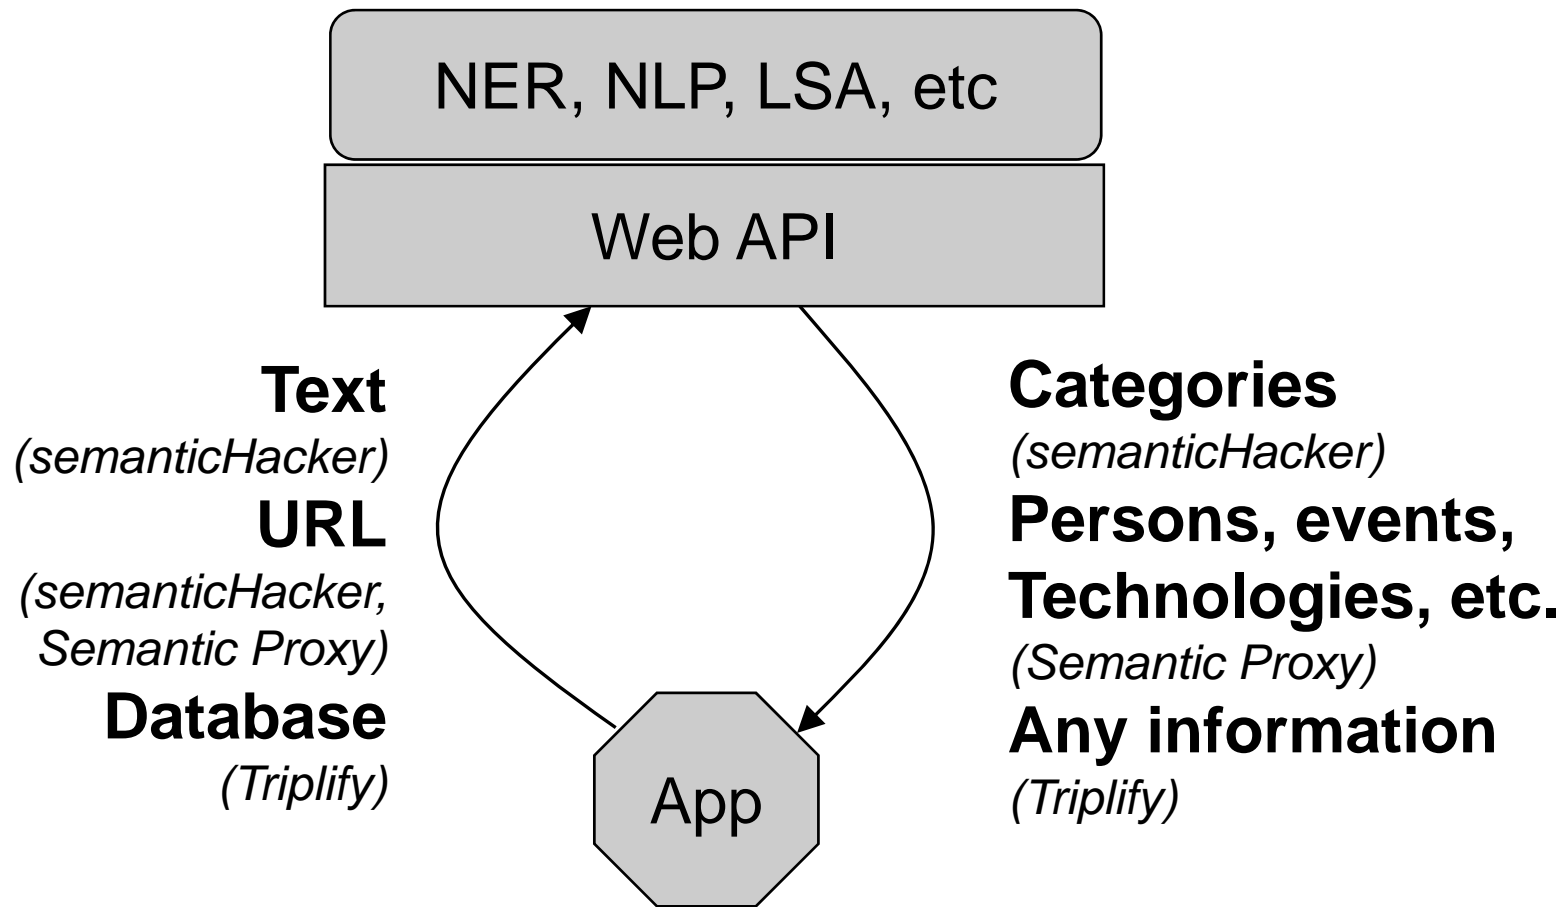 NER, NLP, LSA, etc
Web API
Text
(semanticHacker)
URL
(semanticHacker,
Semantic Proxy)
Database
(Triplify)
Categories
(semanticHacker)
Persons, events,
Technologies, etc.
(Semantic Proxy)
Any information
(Triplify)
App